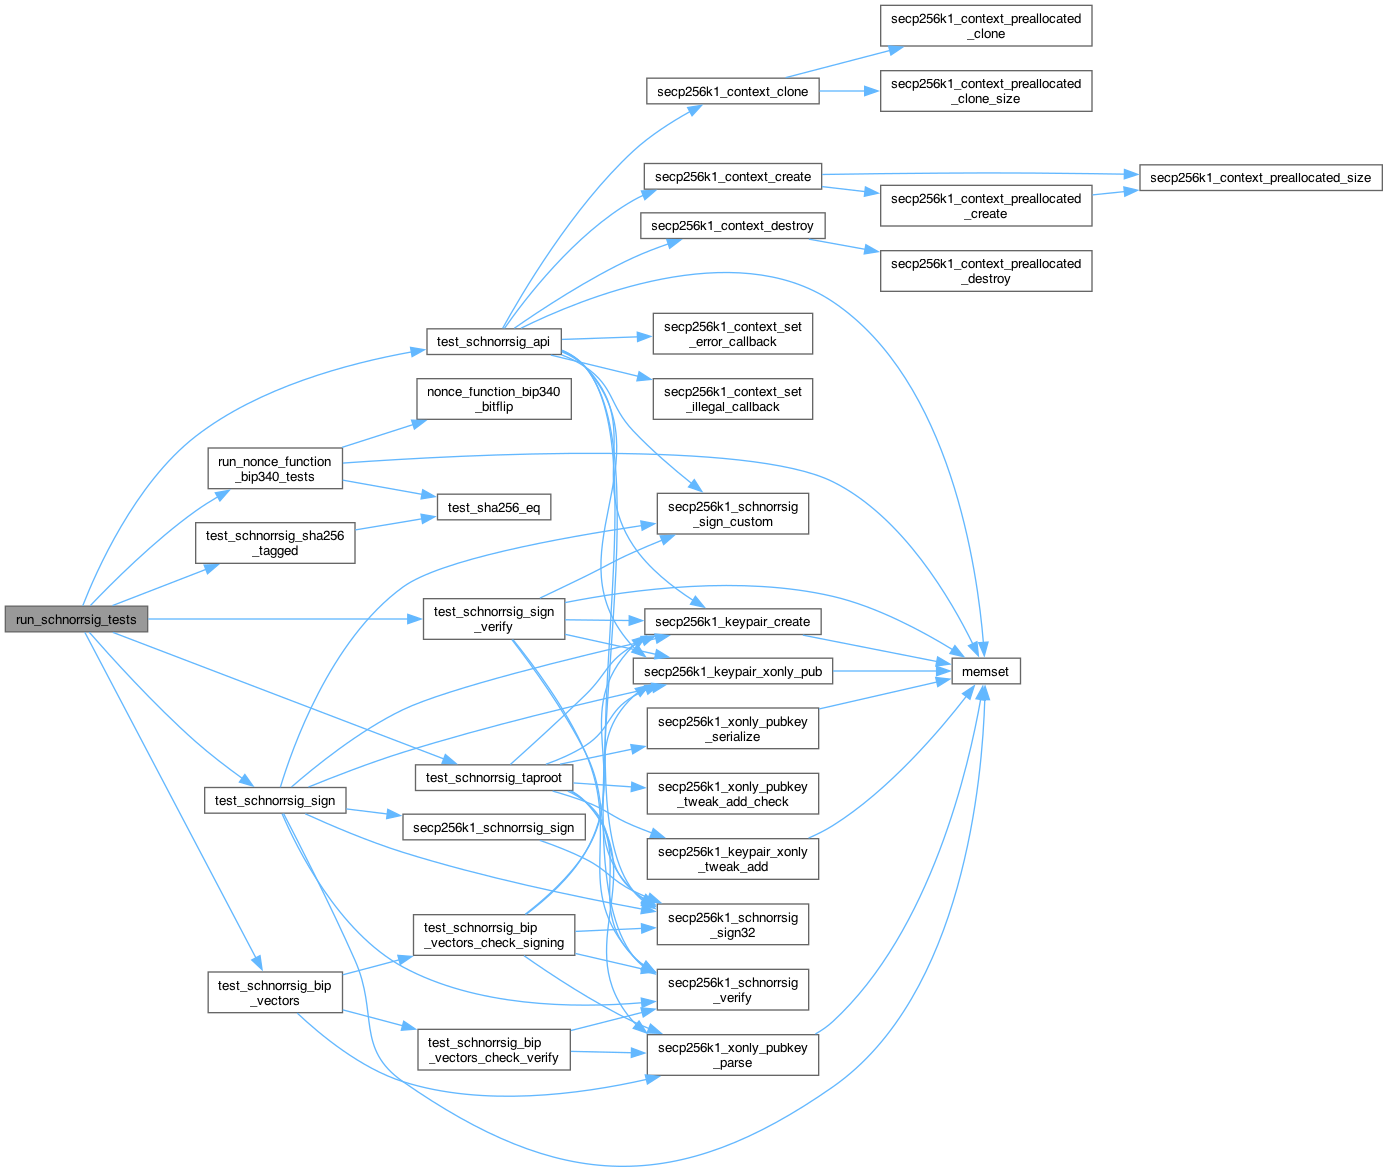 secp256k1_context_preallocated
_clone
secp256k1_context_clone
secp256k1_context_preallocated
_clone_size
secp256k1_context_create
secp256k1_context_preallocated_size
secp256k1_context_preallocated
_create
secp256k1_context_destroy
secp256k1_context_preallocated
_destroy
test_schnorrsig_api
secp256k1_context_set
_error_callback
nonce_function_bip340
_bitflip
secp256k1_context_set
_illegal_callback
run_nonce_function
_bip340_tests
test_sha256_eq
secp256k1_schnorrsig
_sign_custom
test_schnorrsig_sha256
_tagged
run_schnorrsig_tests
test_schnorrsig_sign
_verify
secp256k1_keypair_create
secp256k1_keypair_xonly_pub
memset
secp256k1_xonly_pubkey
_serialize
test_schnorrsig_taproot
secp256k1_xonly_pubkey
_tweak_add_check
test_schnorrsig_sign
secp256k1_schnorrsig_sign
secp256k1_keypair_xonly
_tweak_add
test_schnorrsig_bip
_vectors_check_signing
secp256k1_schnorrsig
_sign32
test_schnorrsig_bip
_vectors
secp256k1_schnorrsig
_verify
test_schnorrsig_bip
_vectors_check_verify
secp256k1_xonly_pubkey
_parse